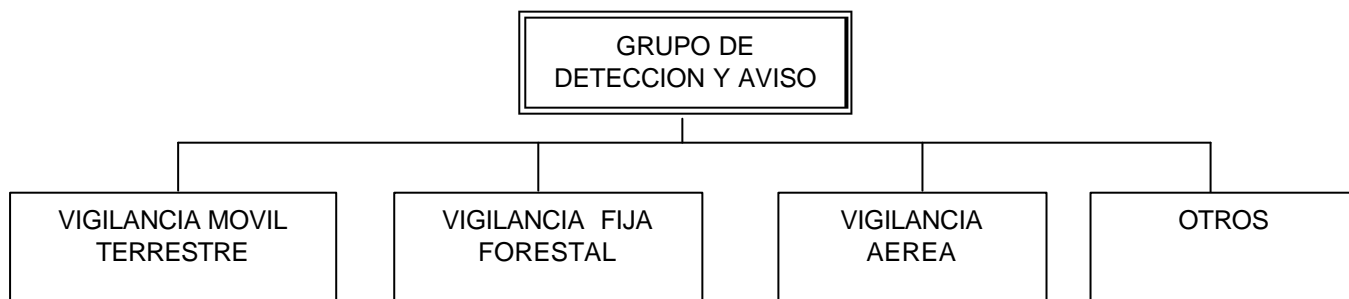 GRUPO DE
DETECCION Y AVISO
VIGILANCIA MOVIL
TERRESTRE
VIGILANCIA FIJA
FORESTAL
VIGILANCIA
AEREA
OTROS